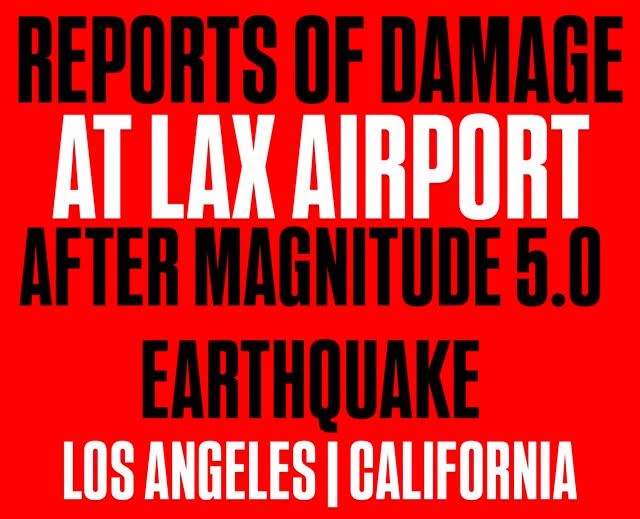 REPORTS OF DAMAGE
AT LAX AIRPORT
AFTER MAGNITUDE 5.0
EARTHQUAKE
LOS ANGELES | CALIFORNIA